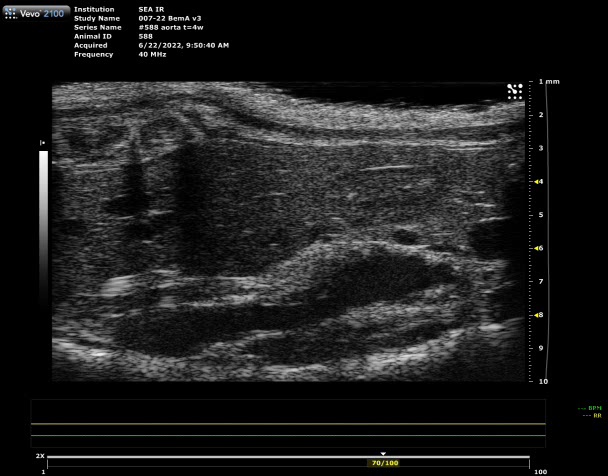 Vevo 2100
Institution SEA IR
Study Name 007-22 BemA v3
Series Name #588 aorta t=4w
Animal ID 588
Acquired 6/22/2022, 9:50:40 AM
Frequency 40 MHz
1 mm
2
3
4
5
6
7
8
9
10
--- BPM
--- RR
2X
70/100
1 100